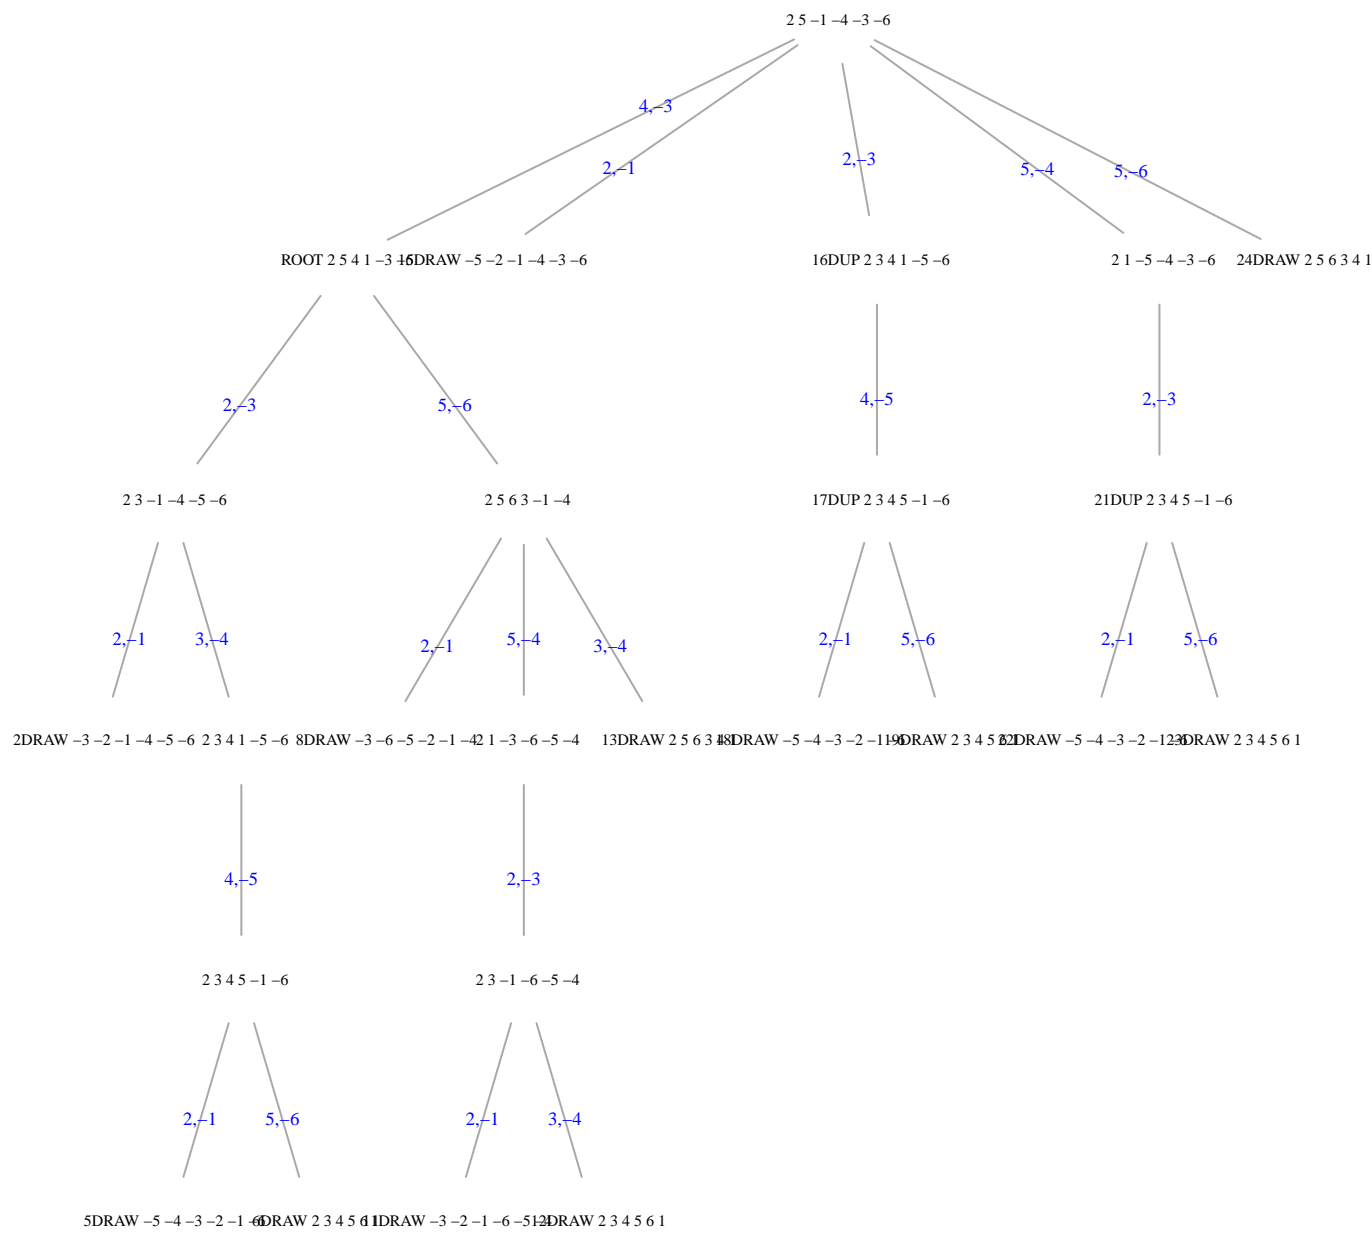 2 5 −1 −4 −3 −6
4,−3
2,−1
2,−3
5,−4
5,−6
ROOT 2 5 4 1 −3 −6
15DRAW −5 −2 −1 −4 −3 −6
16DUP 2 3 4 1 −5 −6
2 1 −5 −4 −3 −6
24DRAW 2 5 6 3 4 1
2,−3
5,−6
4,−5
2,−3
2 3 −1 −4 −5 −6
2 5 6 3 −1 −4
17DUP 2 3 4 5 −1 −6
21DUP 2 3 4 5 −1 −6
2,−1
3,−4
2,−1
5,−4
3,−4
2,−1
5,−6
2,−1
5,−6
2DRAW −3 −2 −1 −4 −5 −6
2 3 4 1 −5 −6
8DRAW −3 −6 −5 −2 −1 −4
2 1 −3 −6 −5 −4
13DRAW 2 5 6 3 4 1
18DRAW −5 −4 −3 −2 −1 −6
19DRAW 2 3 4 5 6 1
22DRAW −5 −4 −3 −2 −1 −6
23DRAW 2 3 4 5 6 1
4,−5
2,−3
2 3 4 5 −1 −6
2 3 −1 −6 −5 −4
2,−1
5,−6
2,−1
3,−4
5DRAW −5 −4 −3 −2 −1 −6
6DRAW 2 3 4 5 6 1
11DRAW −3 −2 −1 −6 −5 −4
12DRAW 2 3 4 5 6 1